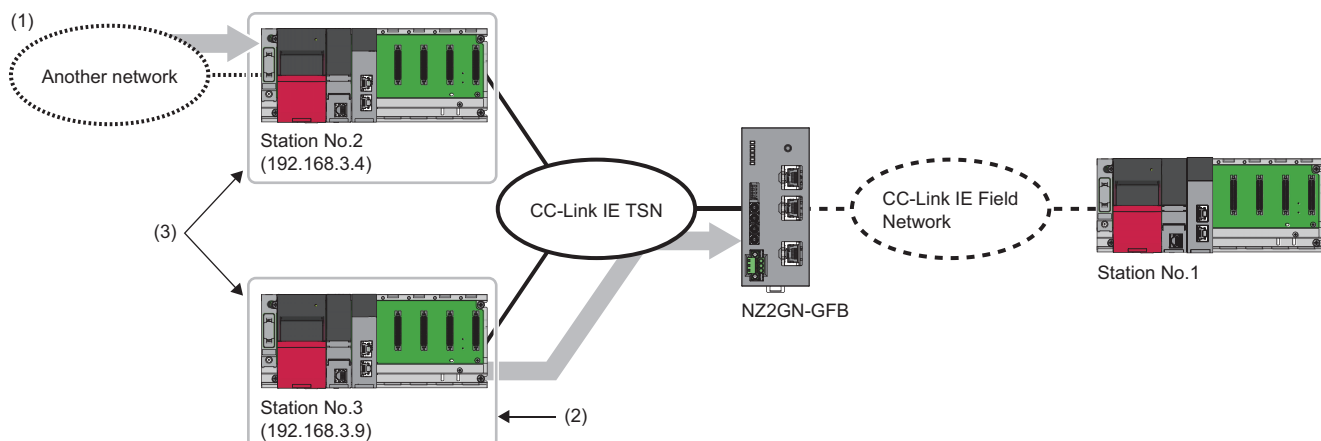 (1)
Another network
Station No.2
(192.168.3.4)
(3)
CC-Link IE TSN
NZ2GN-GFB
CC-Link IE Field
Network
Station No.1
Station No.3
(192.168.3.9)
(2)